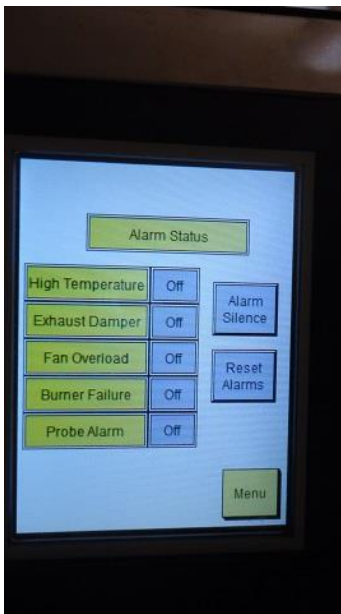 Alarm Status
High Temperature Off
Exhaust Damper Off
Fan Overload Off
Burner Failure Off
Probe Alarm Off
Alarm
Silence
Reset
Alarms
Menu